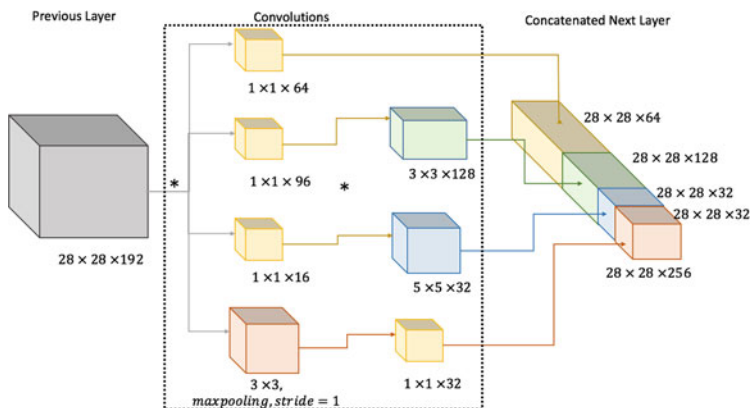 Previous Layer
Convolutions
Concatenated Next Layer
1 ×1 × 64
28 × 28 ×64
*
1 ×1 × 96
*
3 ×3 ×128
28 × 28 ×128
28 × 28 ×32
28 × 28 ×32
28 × 28 ×192
1 ×1 × 16
5 ×5 ×32
28 × 28 ×256
3 ×3,
maxpooling, stride = 1
1 ×1 ×32